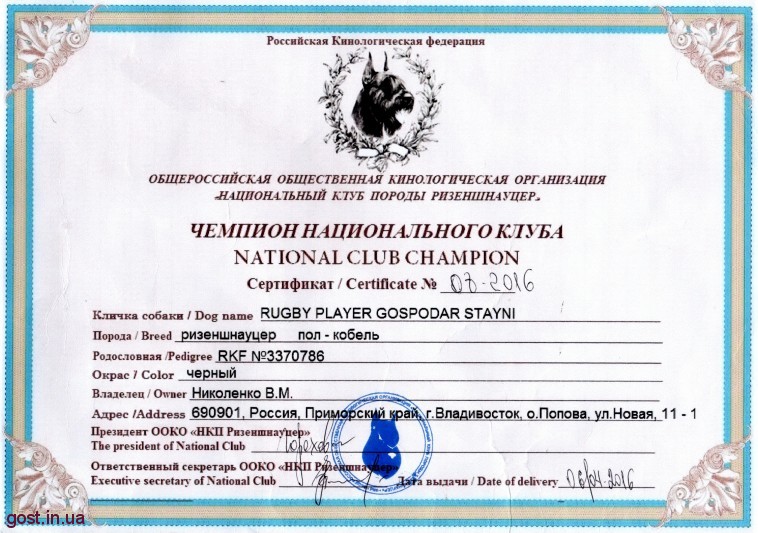 Российская Кинологическая федерация
ОБЩЕРОССИЙСКАЯ ОБЩЕСТВЕННАЯ КИНОЛОГИЧЕСКАЯ ОРГАНИЗАЦИЯ
«НАЦИОНАЛЬНЫЙ КЛУБ ПОРОДЫ РИЗЕНШНАУЦЕР»
ЧЕМПИОН НАЦИОНАЛЬНОГО КЛУБА
NATIONAL CLUB CHAMPION
Сертификат / Certificate № 07-2016
Кличка собаки / Dog name RUGBY PLAYER GOSPODAR STAYNI
Порода / Breed ризеншнауцер пол - кобель
Родословная /Pedigree RKF №3370786
Окрас / Color черный
Владелец / Owner Николенко В.М.
Адрес /Address 690901, Россия, Приморский край, г.Владивосток, о.Попова, ул.Новая, 11 - 1
Президент ООКО «НКП Ризеншнауцер»
The president of National Club
Ответственный секретарь ООКО «НКП Ризеншнауцер»
Executive secretary of National Club Дата выдачи / Date of delivery 06/04-2016
gost.in.ua